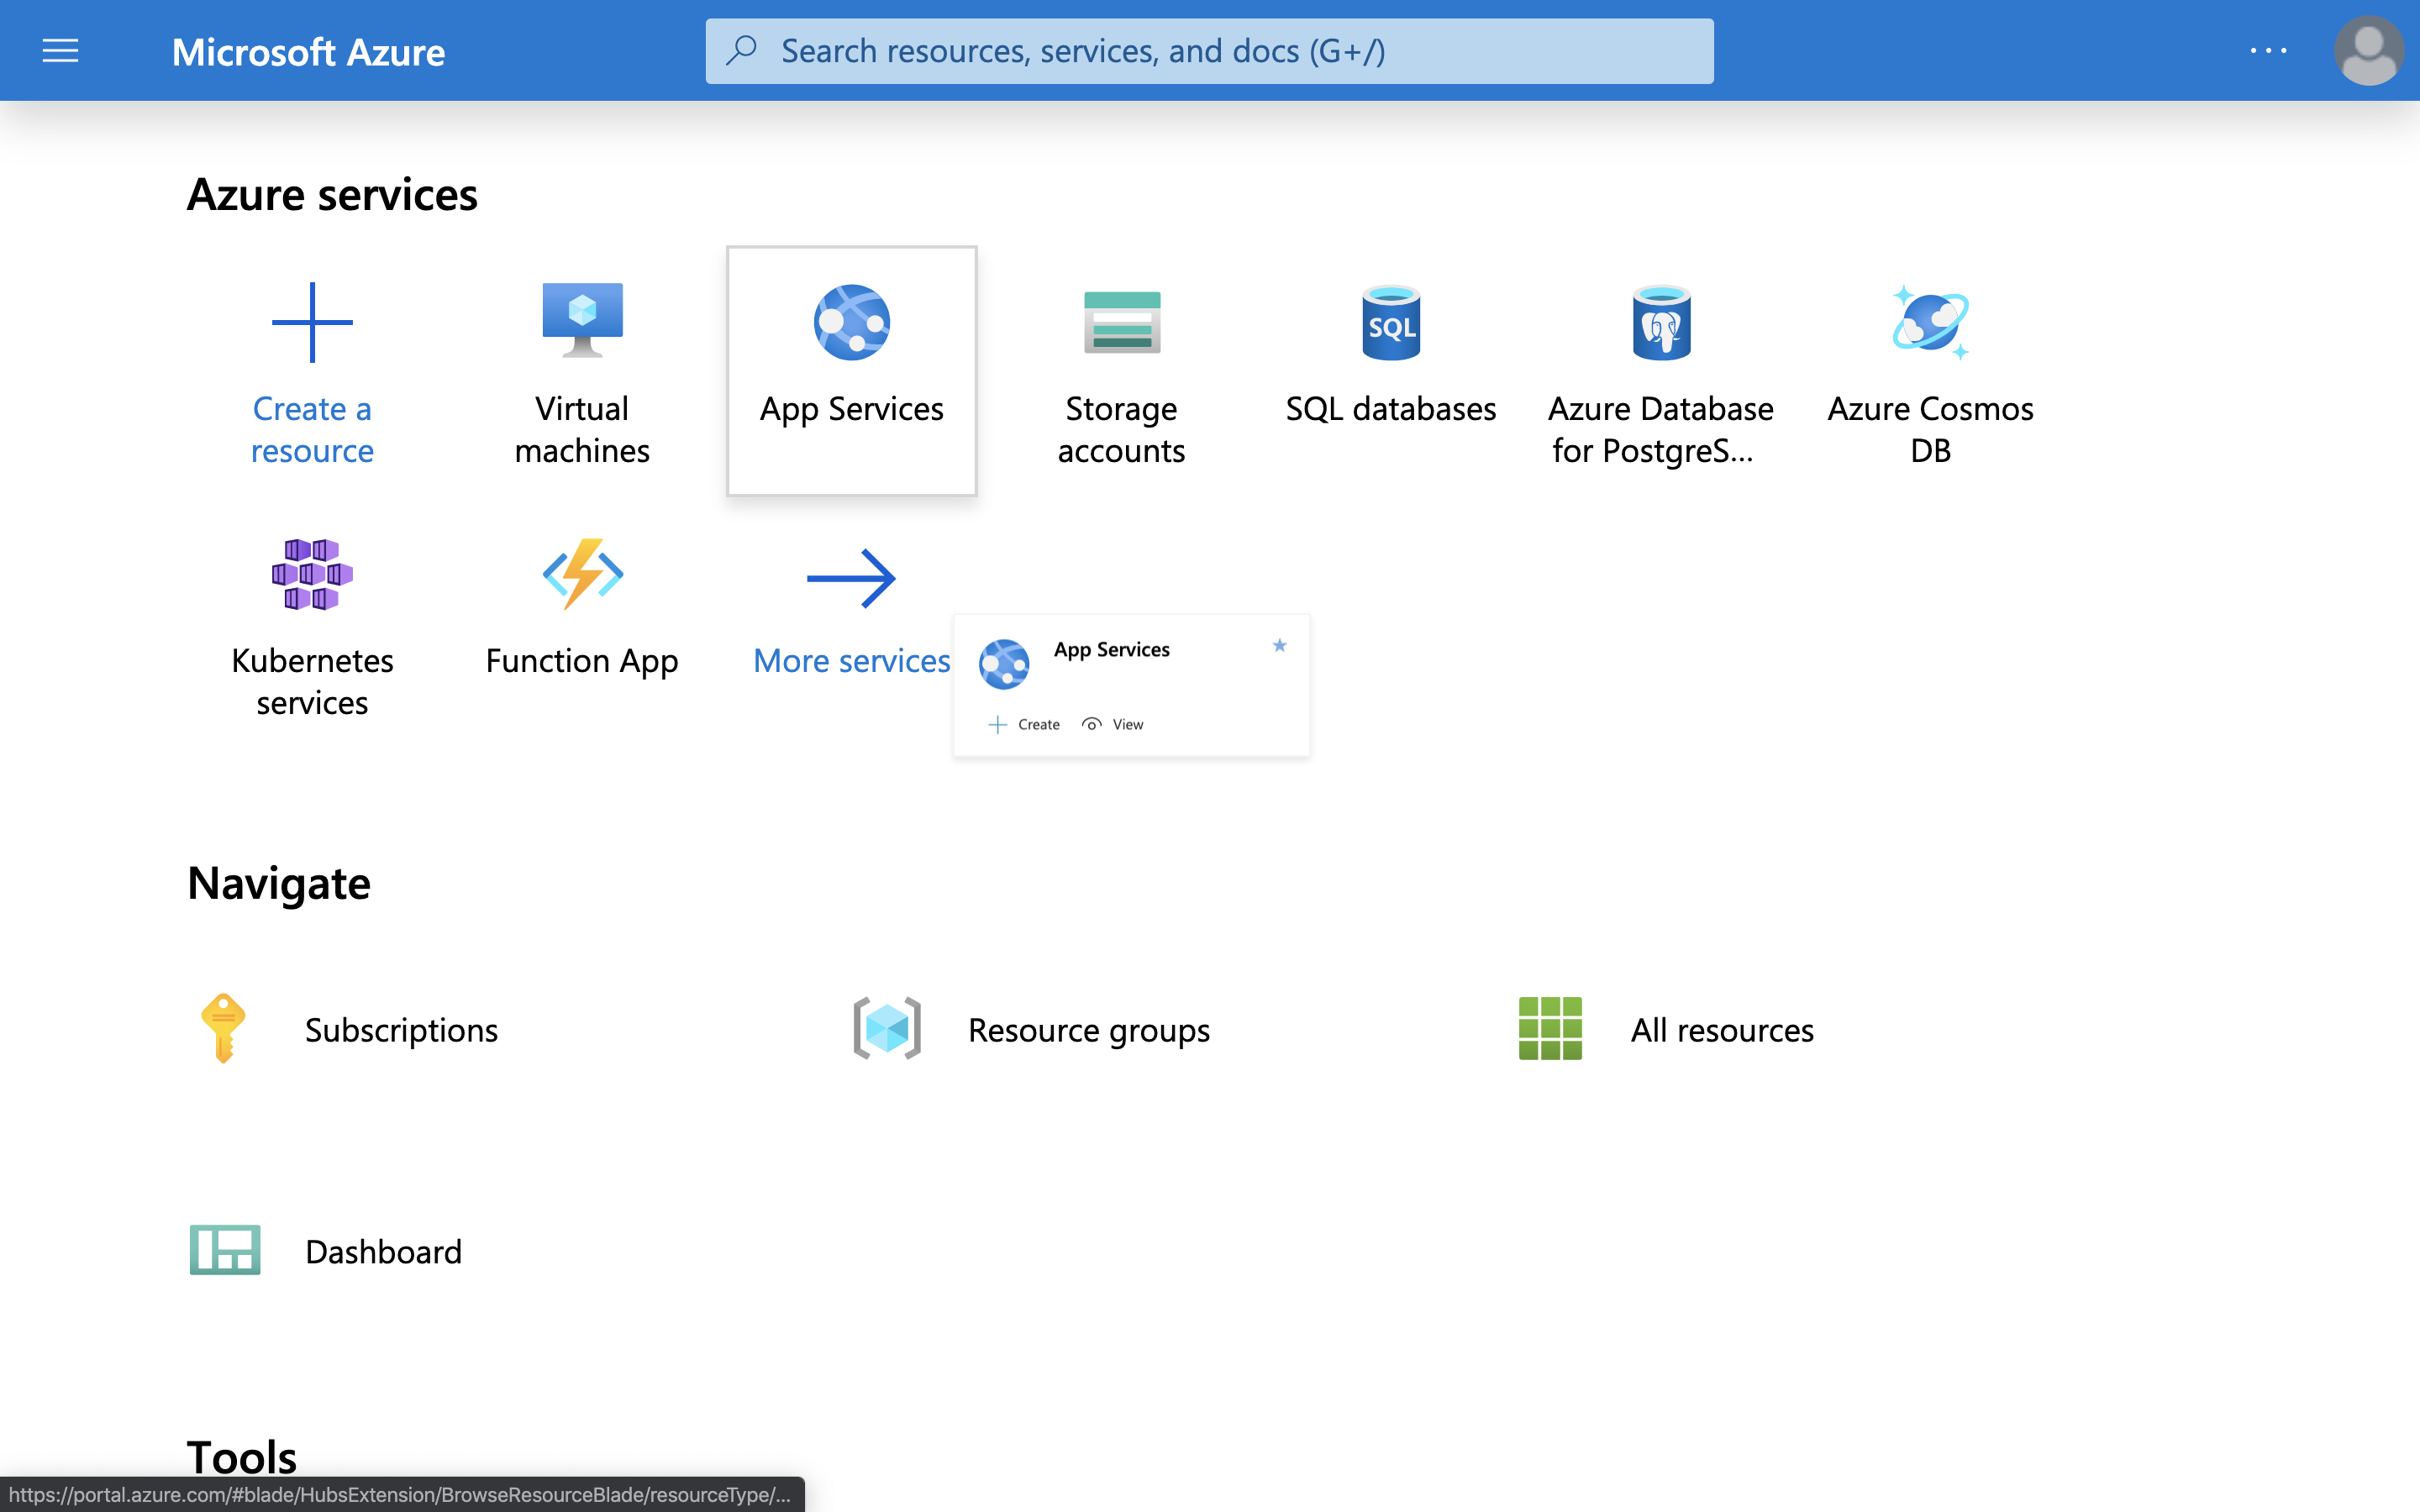 Microsoft Azure
Search resources, services, and docs (G+/)
Azure services
Create a
resource
Virtual
machines
App Services
Storage
accounts
SQL
SQL databases
Azure Database
for PostgreS...
Azure Cosmos
DB
Kubernetes
services
Function App
More services
App Services
Create
View
Navigate
Subscriptions
Resource groups
All resources
Dashboard
Tools
https://portal.azure.com/#blade/HubsExtension/BrowseResourceBlade/resourceType/...